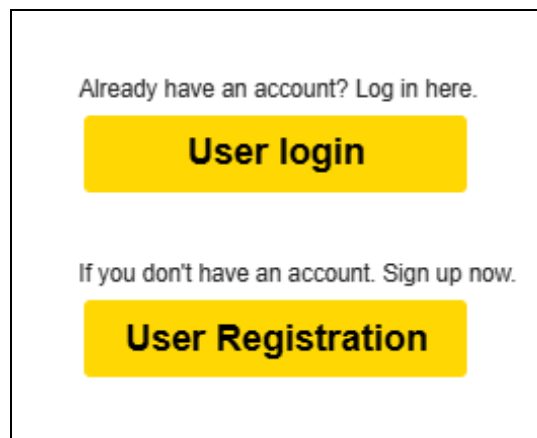 Already have an account? Log in here.
User login
If you don't have an account. Sign up now.
User Registration